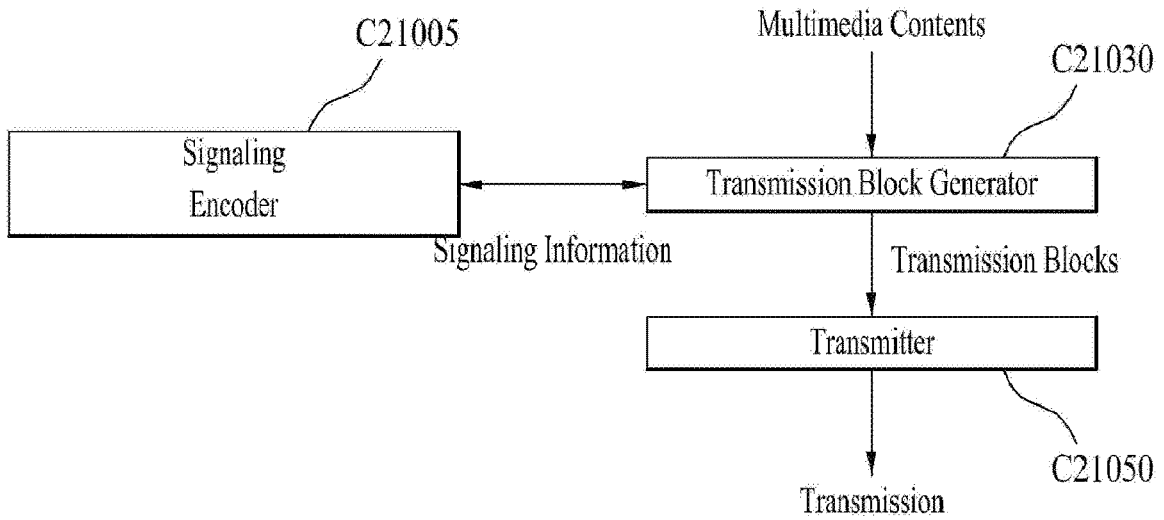 C21005
Multimedia Contents
C21030
Signaling
Encoder
Transmission Block Generator
Signaling Information
Transmission Blocks
Transmitter
C21050
Transmission